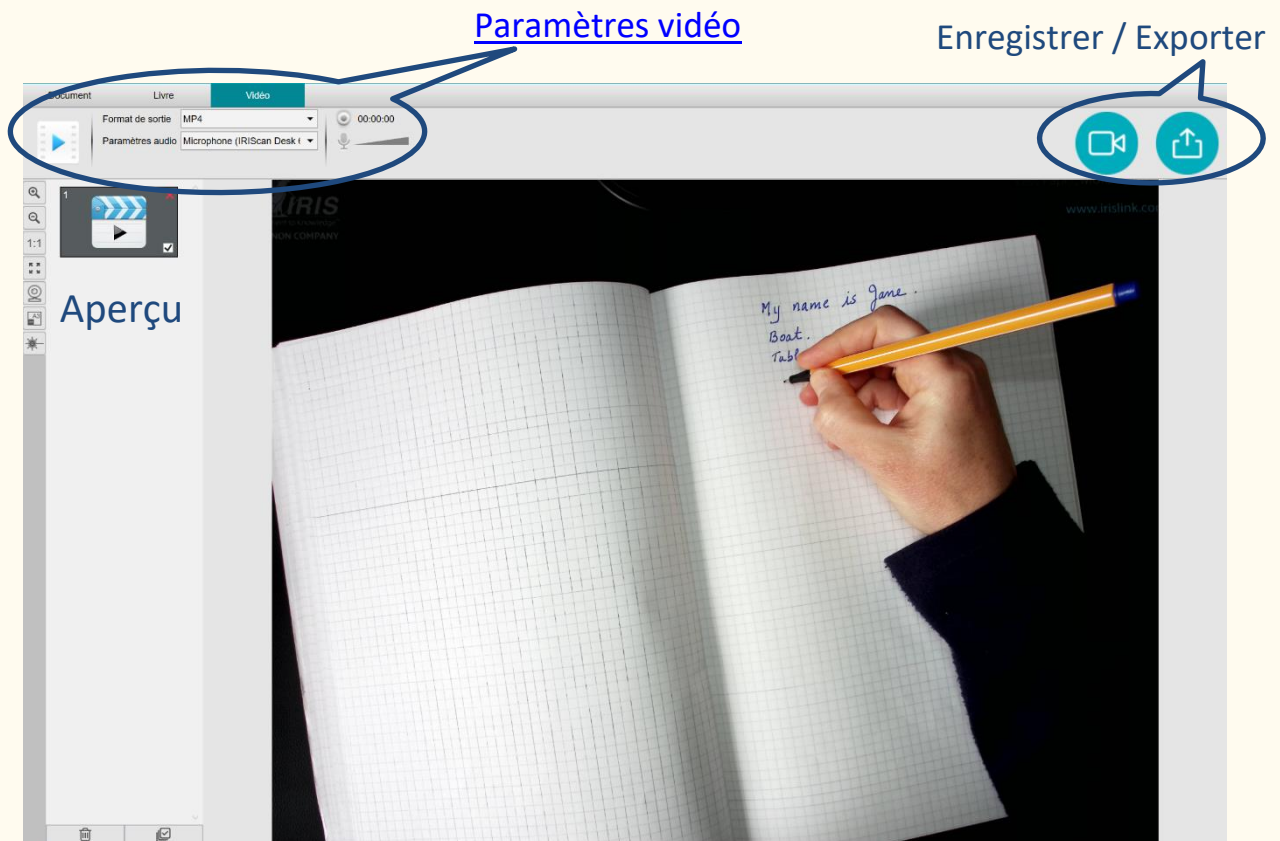 Paramètres vidéo
Enregistrer / Exporter
Document Livre Vidéo
Format de sortie MP4 00:00:00
Paramètres audio Microphone (IRIScan Desk
1
1:1
A3
Aperçu
IRIS
NON COMPANY
www.irislink.co
My name is Jane.
Boat.
Tabl